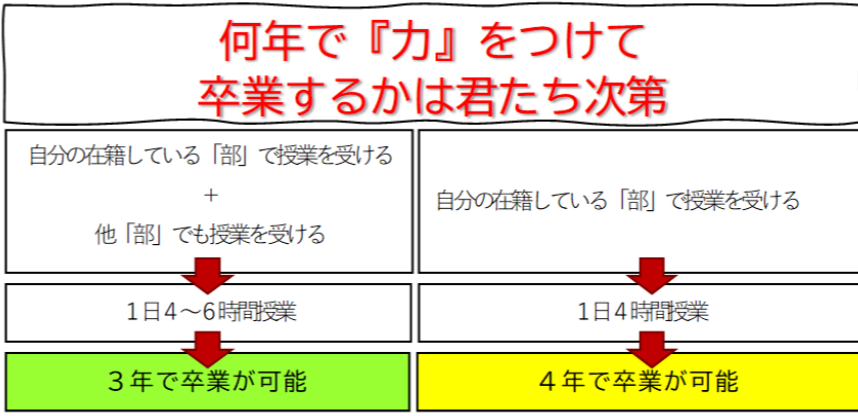 何年で『力』をつけて
卒業するかは君たち次第
自分の在籍している「部」で授業を受ける
+
他「部」でも授業を受ける
1日4～6時間授業
3年で卒業が可能
自分の在籍している「部」で授業を受ける
1日4時間授業
4年で卒業が可能